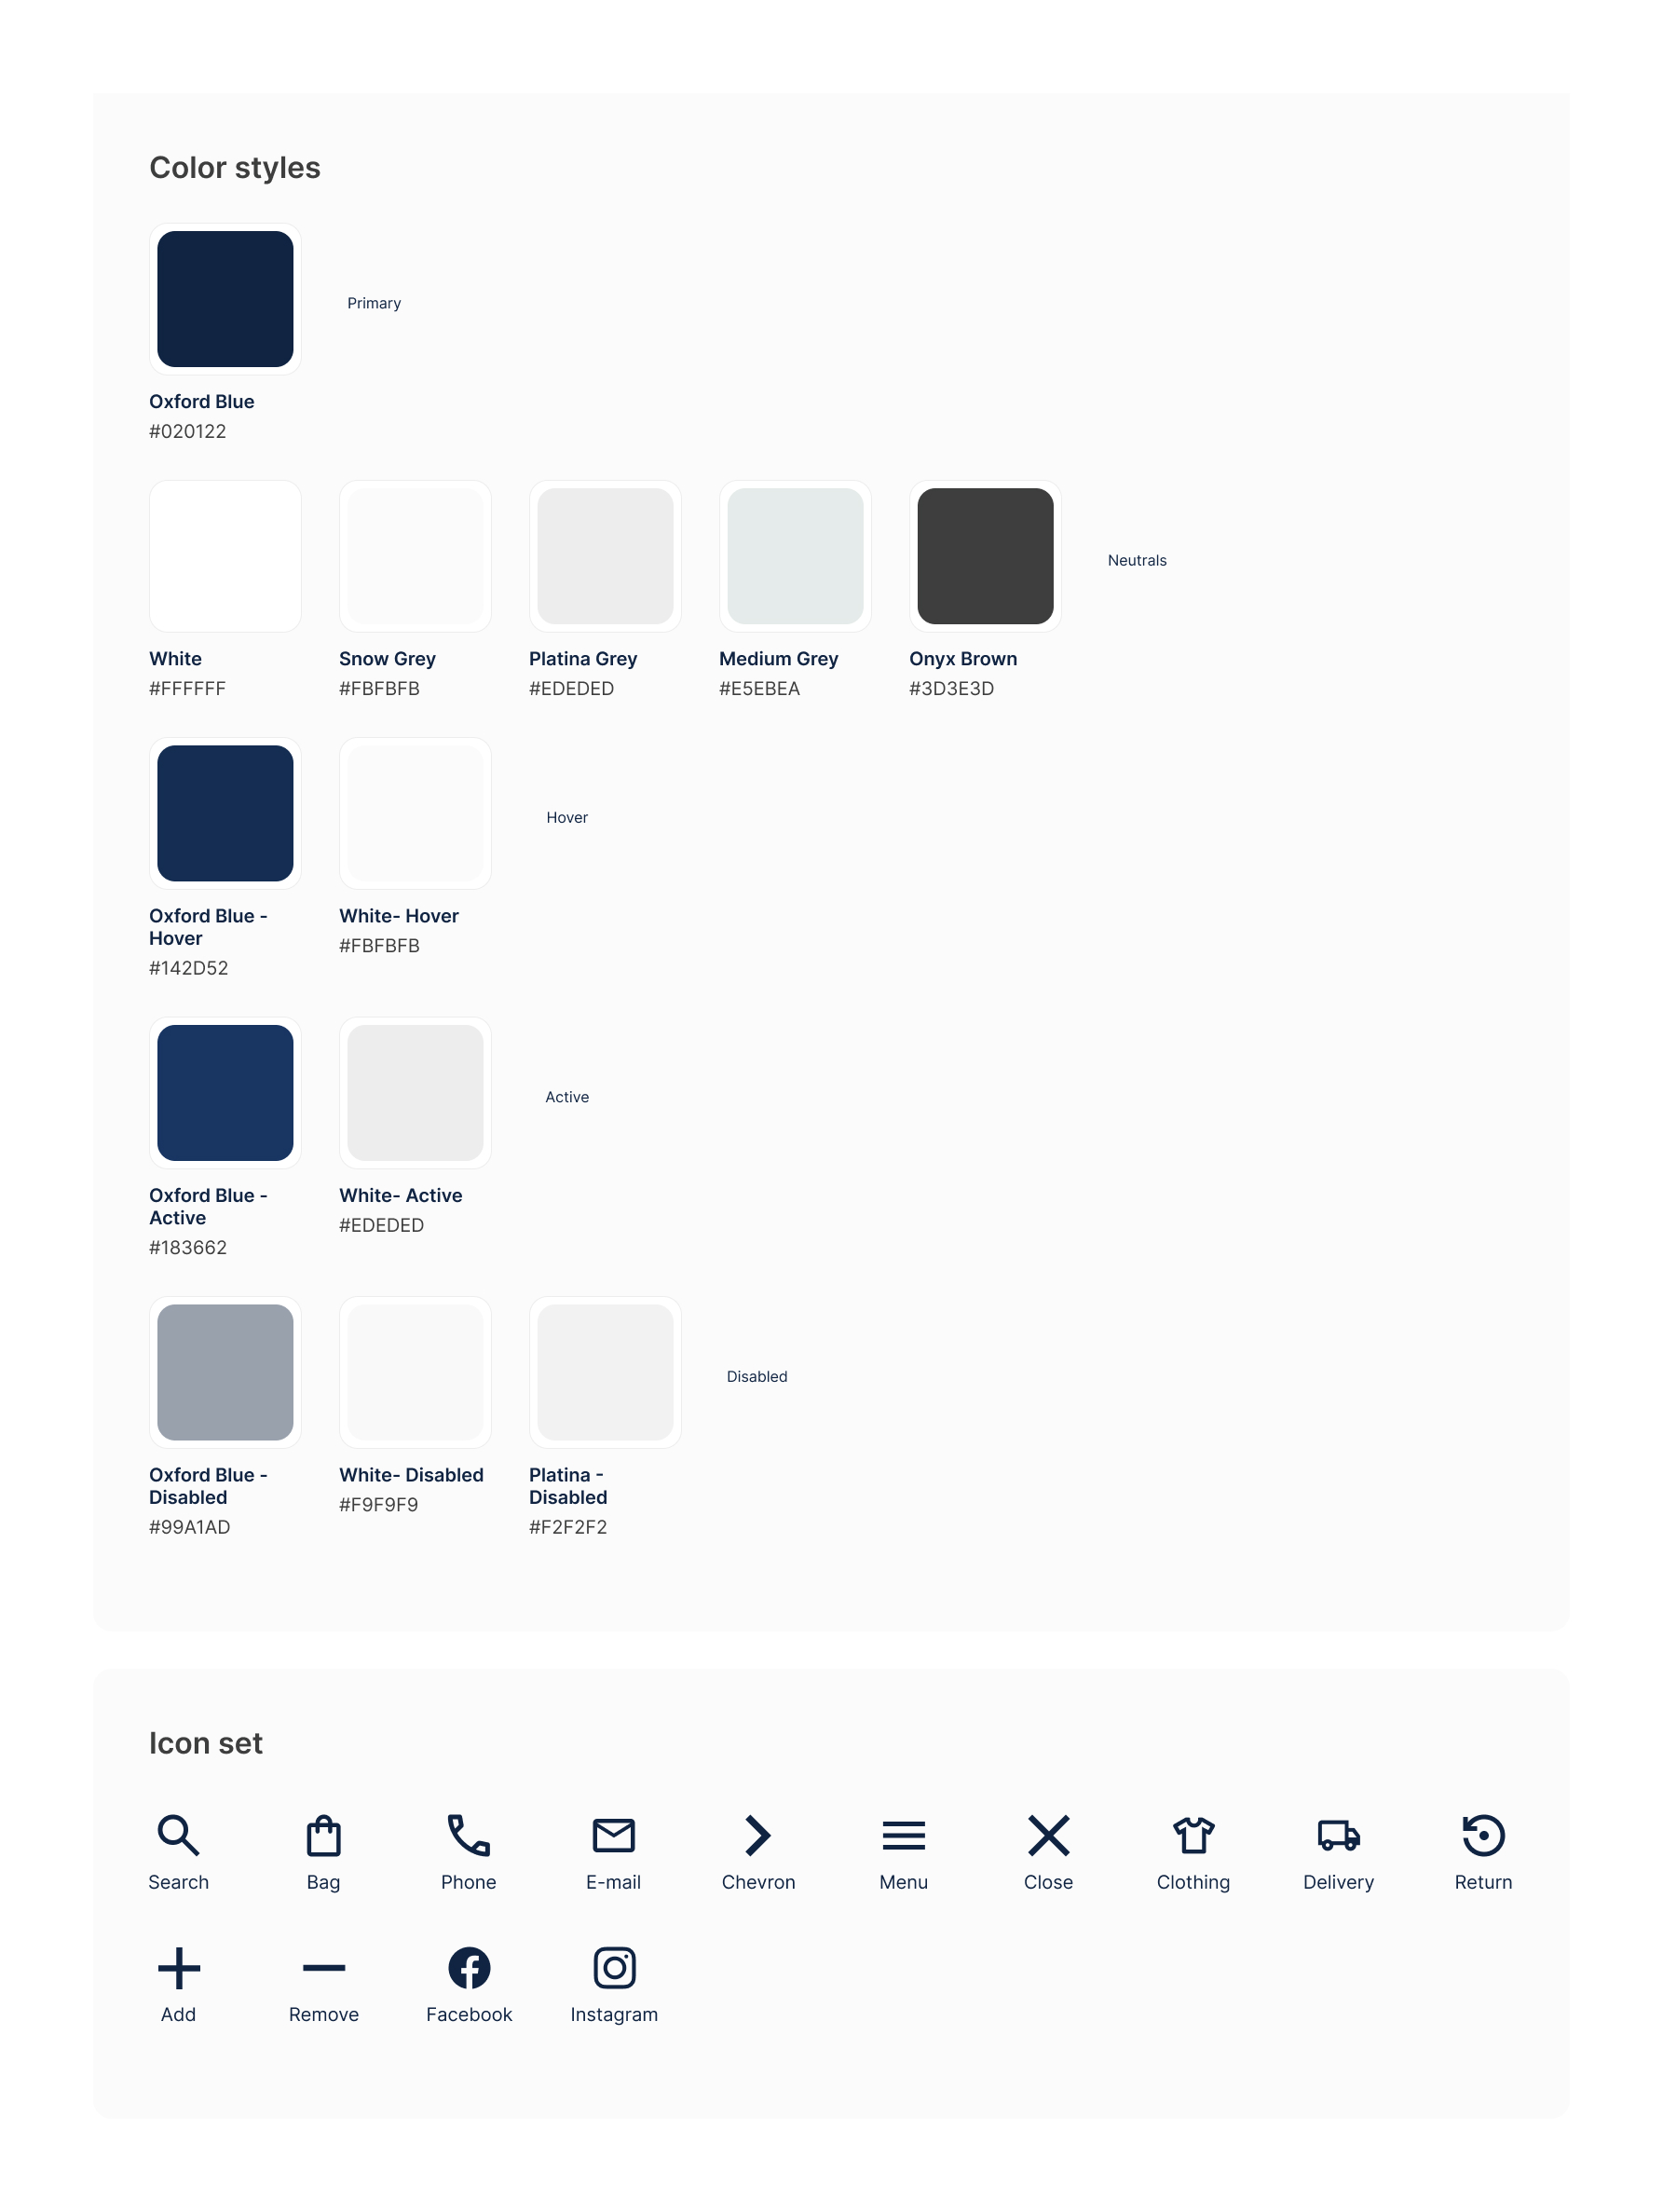 Color styles
Primary
Oxford Blue
#020122
Neutrals
White
Snow Grey
Platina Grey
Medium Grey
Onyx Brown
#FFFFFF
#FBFBFB
#EDEDED
#E5EBEA
#3D3E3D
Hover
Oxford Blue -
Hover
#142D52
White- Hover
#FBFBFB
Active
Oxford Blue -
Active
#183662
White- Active
#EDEDED
Disabled
Oxford Blue -
Disabled
#99A1AD
White- Disabled
#F9F9F9
Platina -
Disabled
#F2F2F2
Icon set
Search
Bag
Phone
E-mail
Chevron
Menu
Close
Clothing
Delivery
Return
Add
Remove
Facebook
Instagram